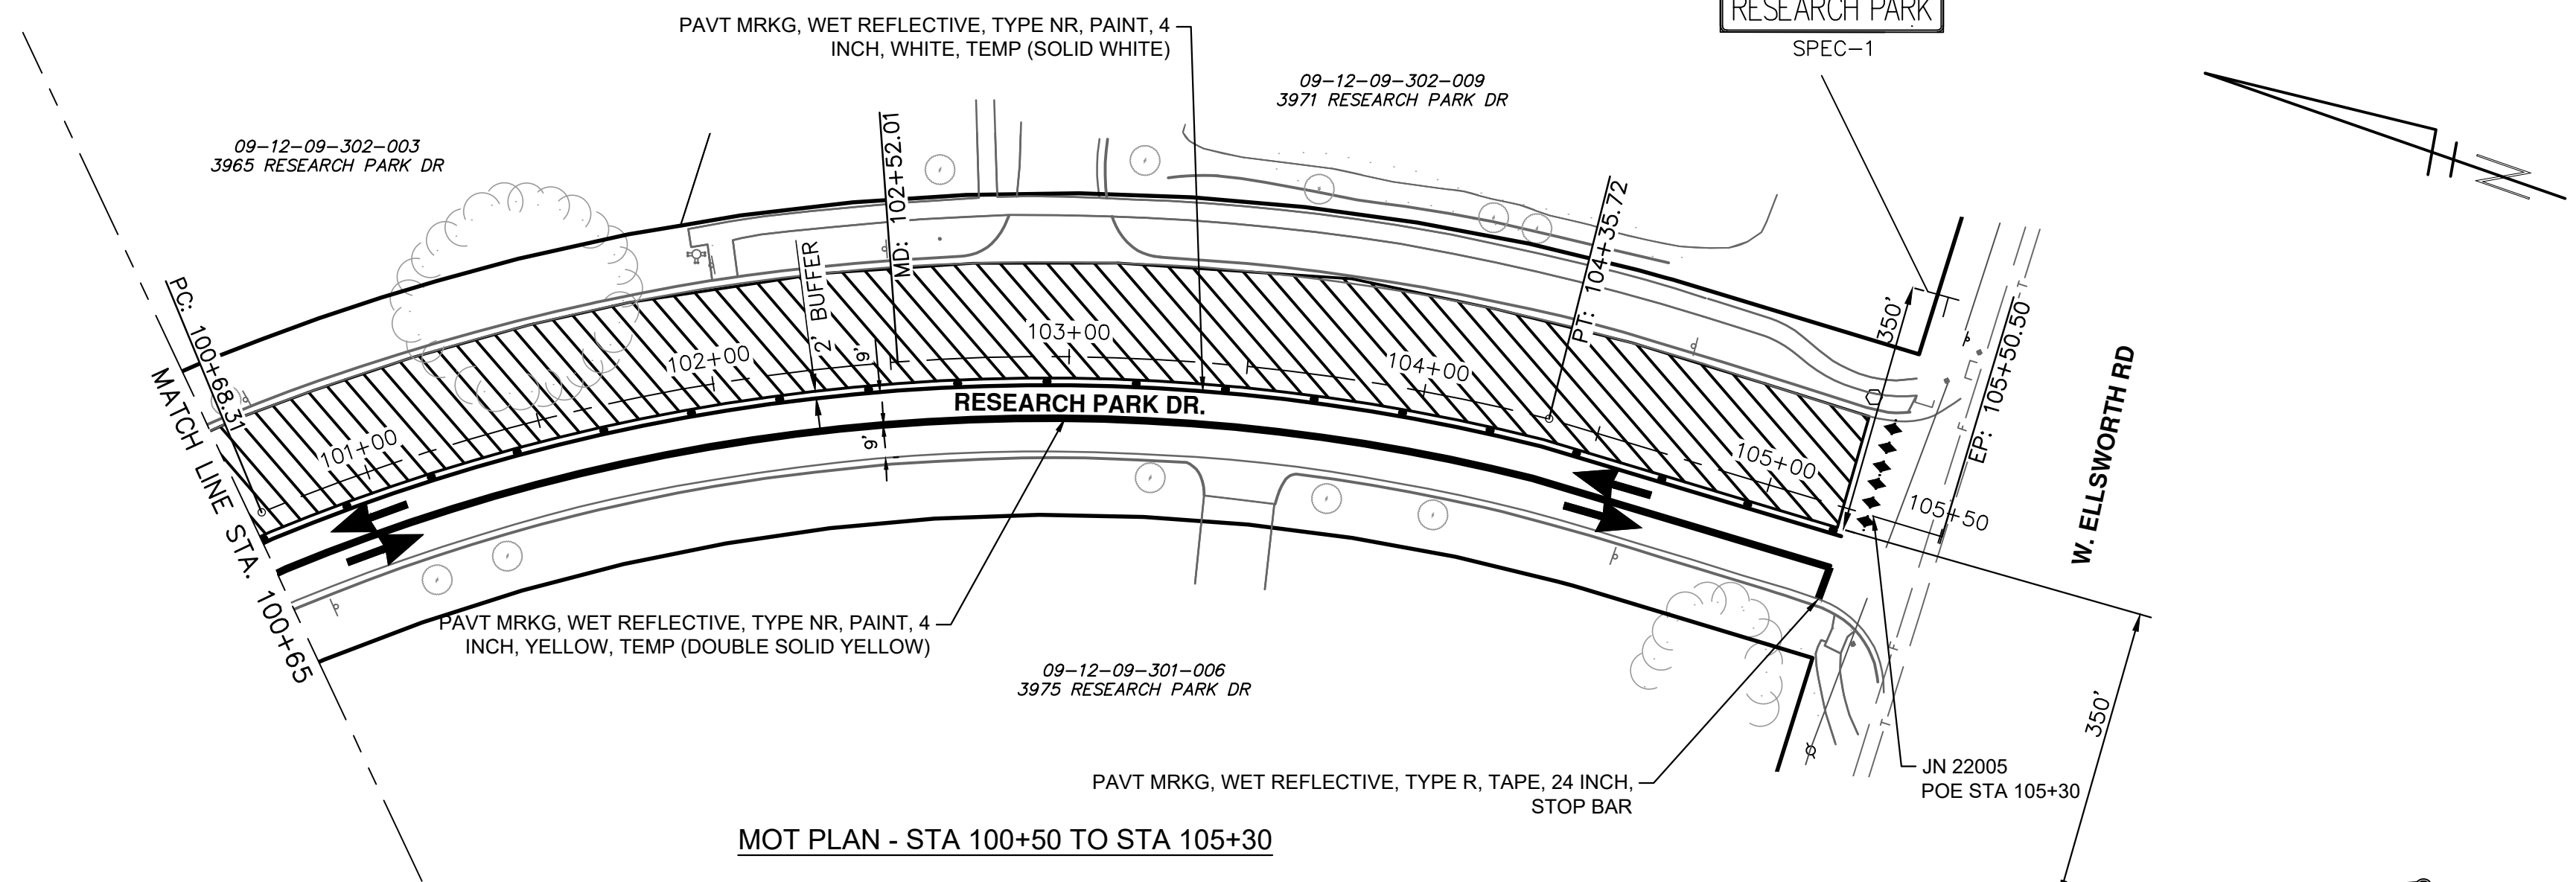 RESEARCH PARK
SPEC-1
PAVT MRKG, WET REFLECTIVE, TYPE NR, PAINT, 4
INCH, WHITE, TEMP (SOLID WHITE)
09-12-09-302-009
3971 RESEARCH PARK DR
09-12-09-302-003
3965 RESEARCH PARK DR
MD: 102+52.01
2' BUFFER
PT: 104+35.72
PC: 100+68.31
MATCH LINE STA. 100+65
101+00
102+00
103+00
104+00
105+00
105+50
9'
9'
RESEARCH PARK DR.
350'
EP: 105+50.50
W. ELLSWORTH RD
N
T
F
F
T
PAVT MRKG, WET REFLECTIVE, TYPE NR, PAINT, 4
INCH, YELLOW, TEMP (DOUBLE SOLID YELLOW)
09-12-09-301-006
3975 RESEARCH PARK DR
350'
PAVT MRKG, WET REFLECTIVE, TYPE R, TAPE, 24 INCH,
STOP BAR
JN 22005
POE STA 105+30
MOT PLAN - STA 100+50 TO STA 105+30